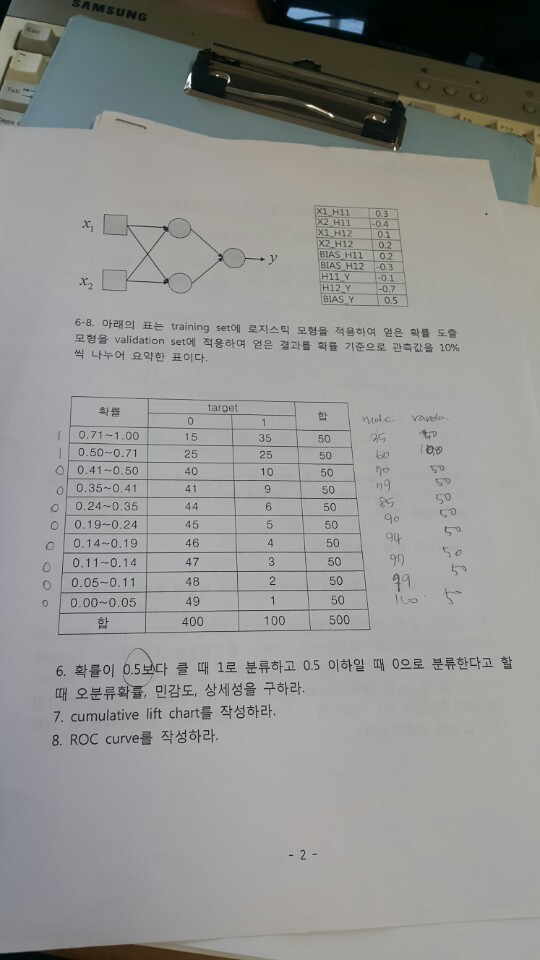 SAMSUNG
Esc
Tab
Caps
x₁
x₂
y
X1_H11 0.3
X2_H11 -0.4
X1_H12 0.1
X2_H12 0.2
BIAS_H11 0.2
BIAS_H12 -0.3
H11_Y -0.1
H12_Y -0.7
BIAS_Y 0.5
6-8. 아래의 표는 training set에 로지스틱 모형을 적용하여 얻은 확률 도출
모형을 validation set에 적용하여 얻은 결과를 확률 기준으로 관측값을 10%
씩 나누어 요약한 표이다.
확률 target 합
0 1
1 0.71~1.00 15 35 50 35
1 0.50~0.71 25 25 50 60
0 0.41~0.50 40 10 50 70 50
0 0.35~0.41 41 9 50 79 50
0 0.24~0.35 44 6 50 85 50
0 0.19~0.24 45 5 50 90 50
0 0.14~0.19 46 4 50 94 50
0 0.11~0.14 47 3 50 97 50
0 0.05~0.11 48 2 50 99 50
0 0.00~0.05 49 1 50 100 50
합 400 100 500
6. 확률이 0.5보다 클 때 1로 분류하고 0.5 이하일 때 0으로 분류한다고 할
때 오분류확률, 민감도, 상세성을 구하라.
7. cumulative lift chart를 작성하라.
8. ROC curve를 작성하라.
- 2 -